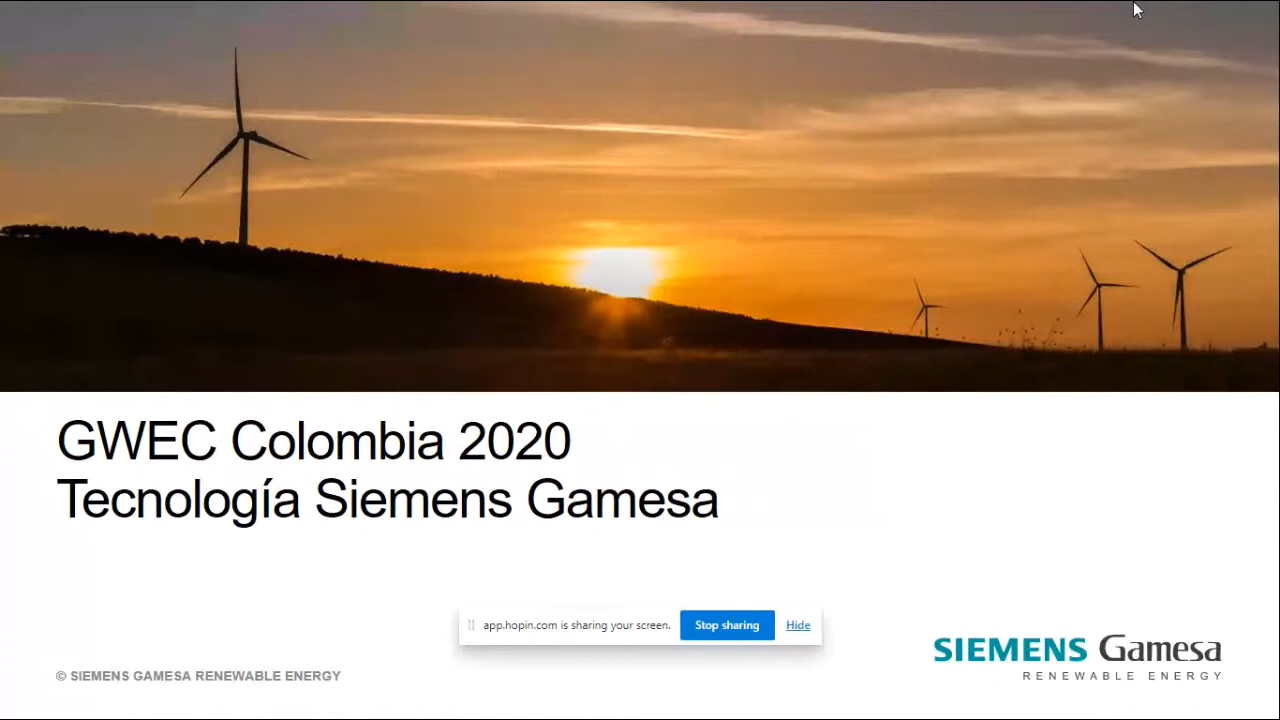 GWEC Colombia 2020
Tecnología Siemens Gamesa
app.hopin.com is sharing your screen. Stop sharing Hide
SIEMENS Gamesa
RENEWABLE ENERGY
© SIEMENS GAMESA RENEWABLE ENERGY